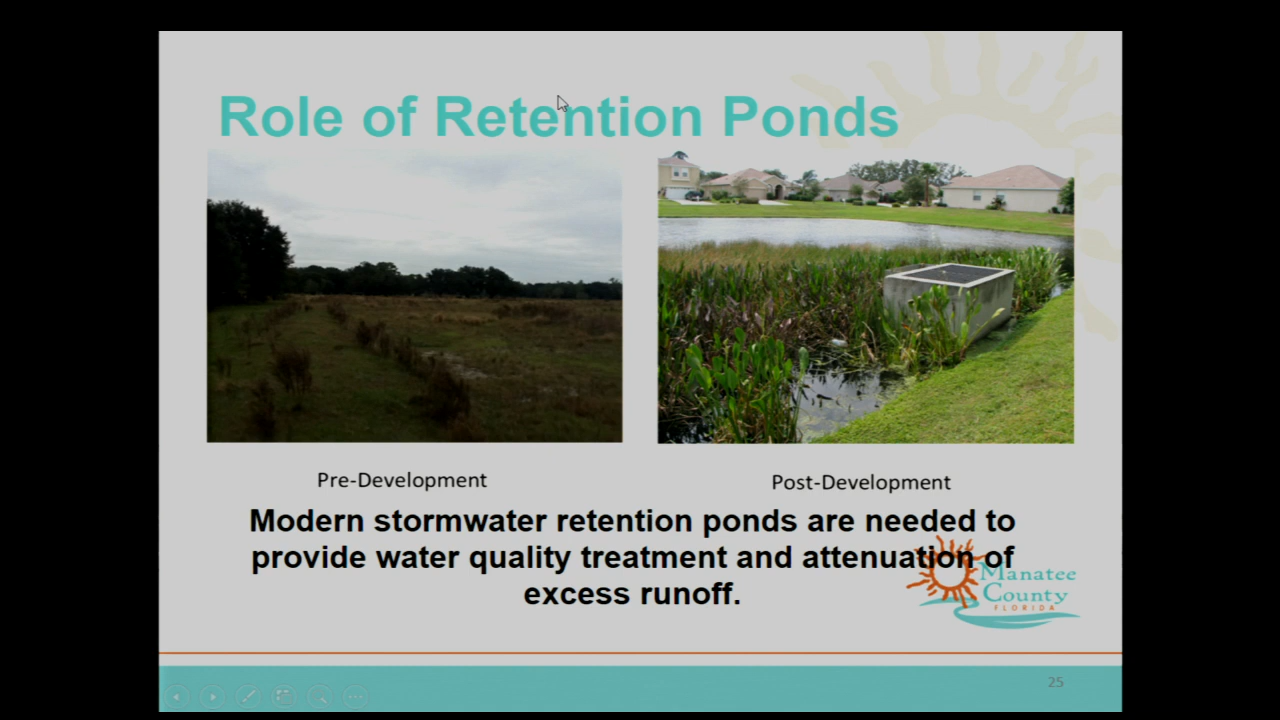 Role of Retention Ponds
Pre-Development
Post-Development
Modern stormwater retention ponds are needed to
provide water quality treatment and attenuation of
excess runoff.
Manatee
County
FLORIDA
25